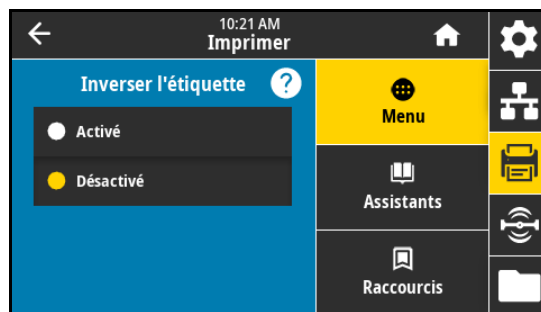 10:21 AM
Imprimer
Inverser l'étiquette ?
Activé
Désactivé
Menu
Assistants
Raccourcis